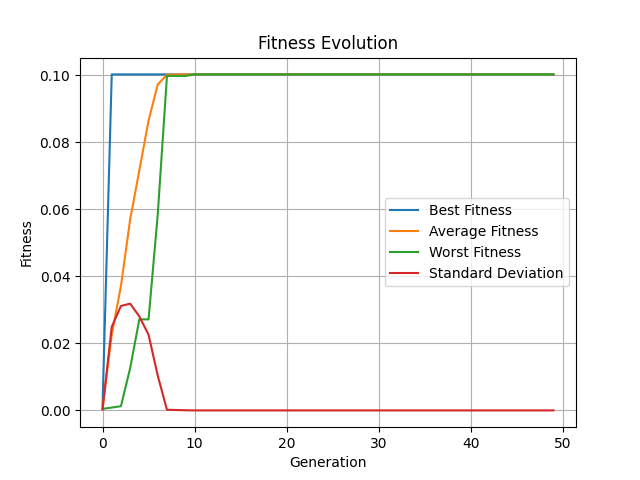 Fitness Evolution
0.10
0.08
0.06
0.04
0.02
0.00
Fitness
Best Fitness
Average Fitness
Worst Fitness
Standard Deviation
0 10 20 30 40 50
Generation